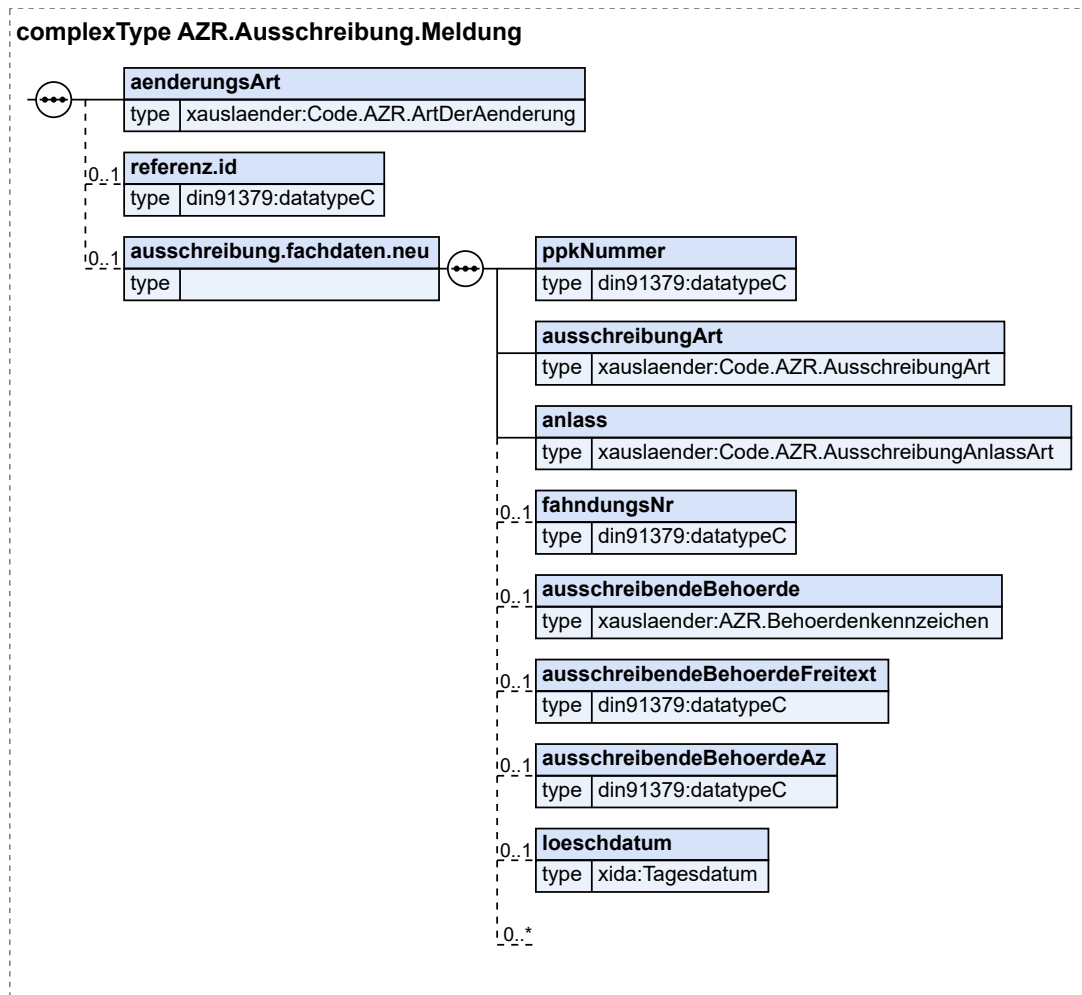 complexType AZR.Ausschreibung.Meldung
aenderungsArt
type xauslaender:Code.AZR.ArtDerAenderung
0..1 referenz.id
type din91379:datatypeC
0..1 ausschreibung.fachdaten.neu
type
ppkNummer
type din91379:datatypeC
ausschreibungArt
type xauslaender:Code.AZR.AusschreibungArt
anlass
type xauslaender:Code.AZR.AusschreibungAnlassArt
0..1 fahndungsNr
type din91379:datatypeC
0..1 ausschreibendeBehoerde
type xauslaender:AZR.Behoerdenkennzeichen
0..1 ausschreibendeBehoerdeFreitext
type din91379:datatypeC
0..1 ausschreibendeBehoerdeAz
type din91379:datatypeC
0..1 loeschdatum
type xida:Tagesdatum
0..*